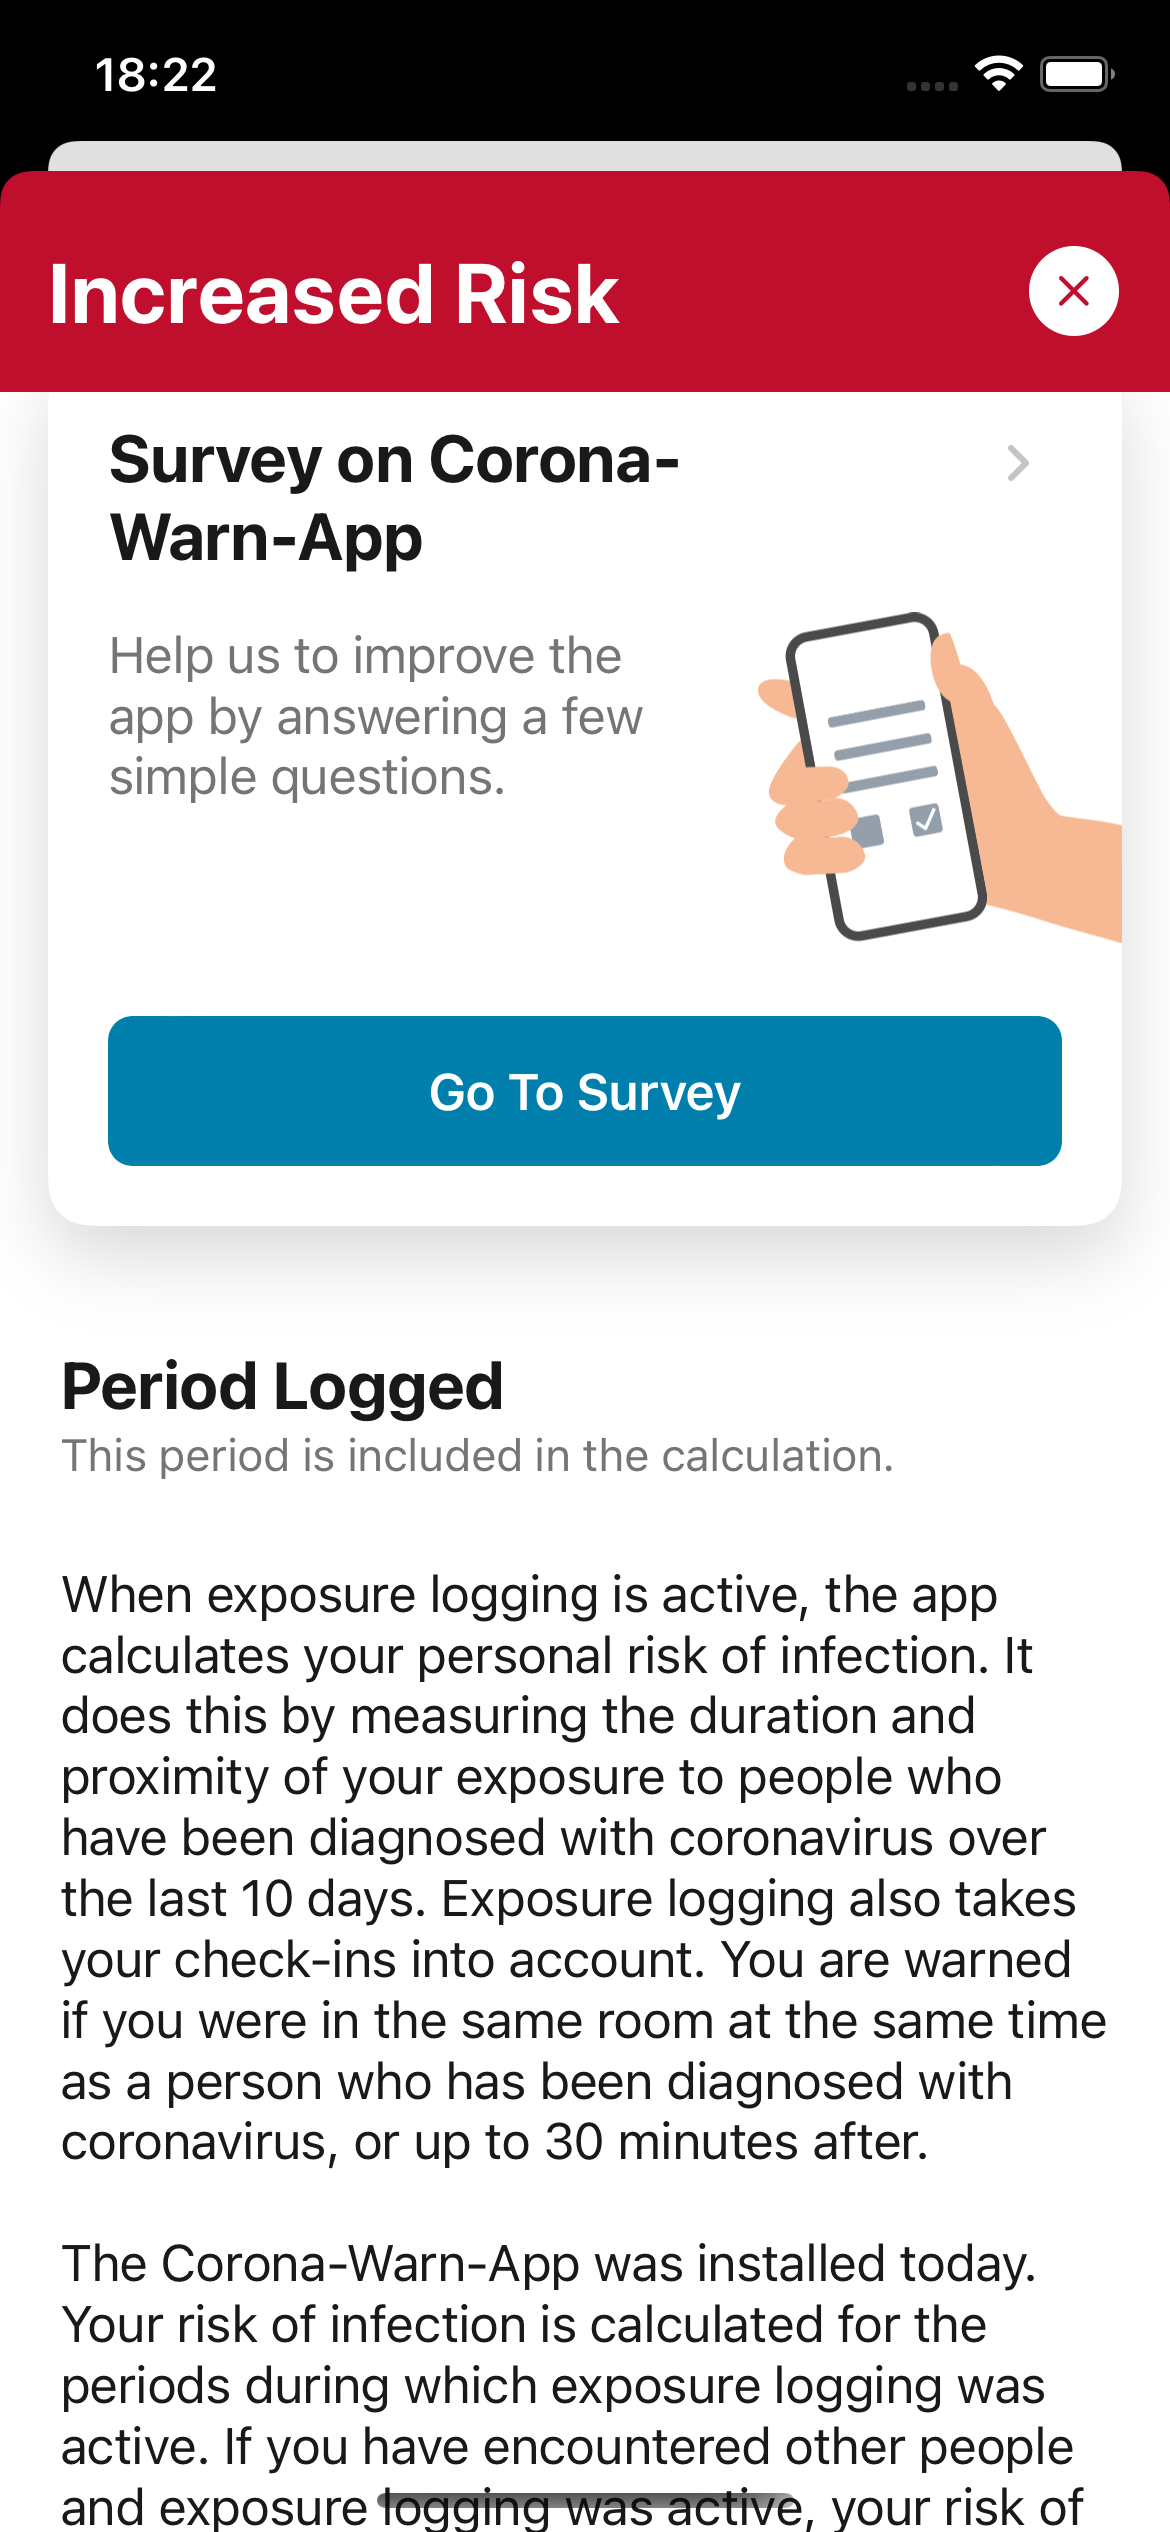 18:22
Increased Risk
Survey on Corona-
Warn-App
Help us to improve the
app by answering a few
simple questions.
Go To Survey
Period Logged
This period is included in the calculation.
When exposure logging is active, the app
calculates your personal risk of infection. It
does this by measuring the duration and
proximity of your exposure to people who
have been diagnosed with coronavirus over
the last 10 days. Exposure logging also takes
your check-ins into account. You are warned
if you were in the same room at the same time
as a person who has been diagnosed with
coronavirus, or up to 30 minutes after.
The Corona-Warn-App was installed today.
Your risk of infection is calculated for the
periods during which exposure logging was
active. If you have encountered other people
and exposure logging was active, your risk of